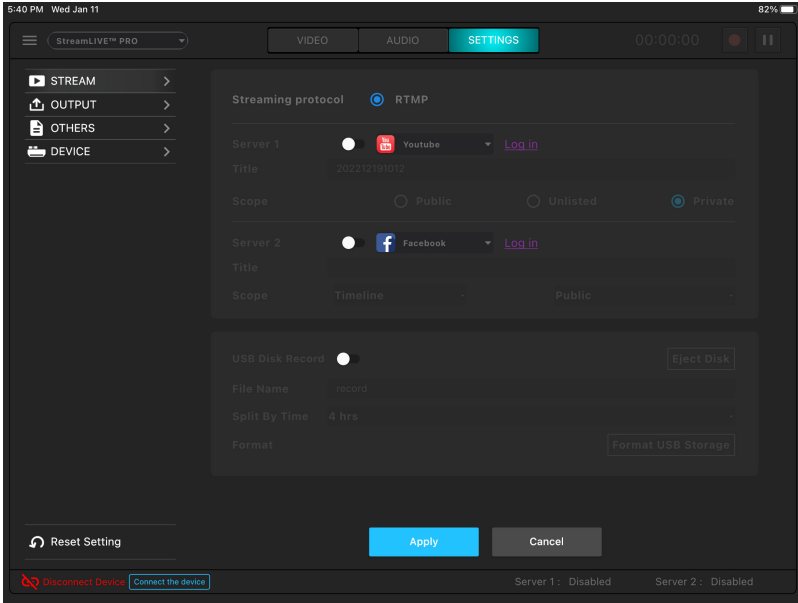 5:40 PM Wed Jan 11 82%
StreamLIVE™ PRO VIDEO AUDIO SETTINGS 00:00:00
STREAM
OUTPUT
OTHERS
DEVICE
Streaming protocol RTMP
Server 1 You Tube Youtube Log in
Title 202212191012
Scope Public Unlisted Private
Server 2 Facebook Log in
Title
Scope Timeline Public
USB Disk Record Eject Disk
File Name record
Split By Time 4 hrs
Format Format USB Storage
Reset Setting Apply Cancel
Disconnect Device Connect the device Server 1 : Disabled Server 2 : Disabled